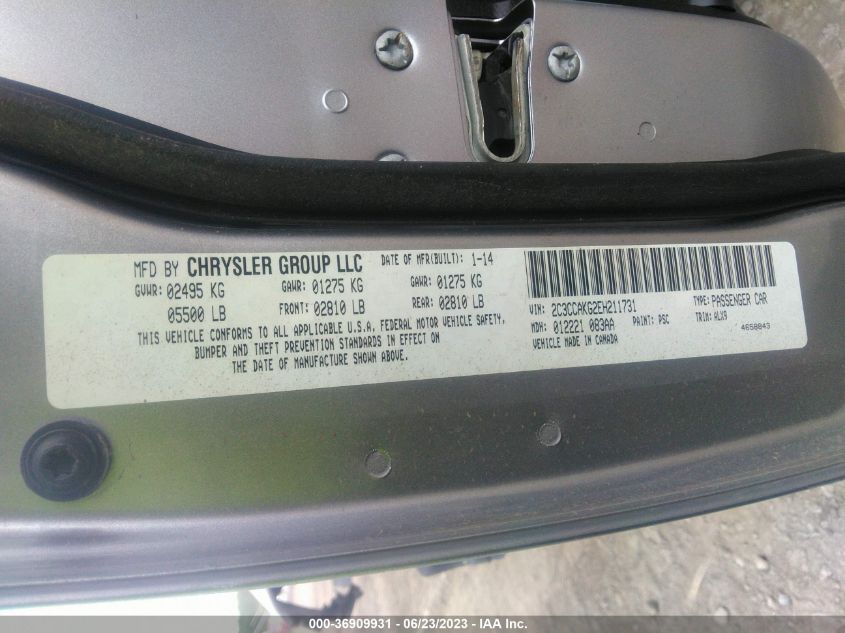 MFD BY CHRYSLER GROUP LLC DATE OF MFR(BUILT): 1-14
GVWR: 02495 KG GAWR: 01275 KG GAWR: 01275 KG
05500 LB FRONT: 02810 LB REAR: 02810 LB
THIS VEHICLE CONFORMS TO ALL APPLICABLE U.S.A. FEDERAL MOTOR VEHICLE SAFETY,
BUMPER AND THEFT PREVENTION STANDARDS IN EFFECT ON
THE DATE OF MANUFACTURE SHOWN ABOVE.
VIN: 2C3CCAKG2EH211731 TYPE: PASSENGER CAR
MDH: 012221 083AA PAINT: PSC TRIM: ALX9
VEHICLE MADE IN CANADA 4658843
000-36909931 - 06/23/2023 - IAA Inc.